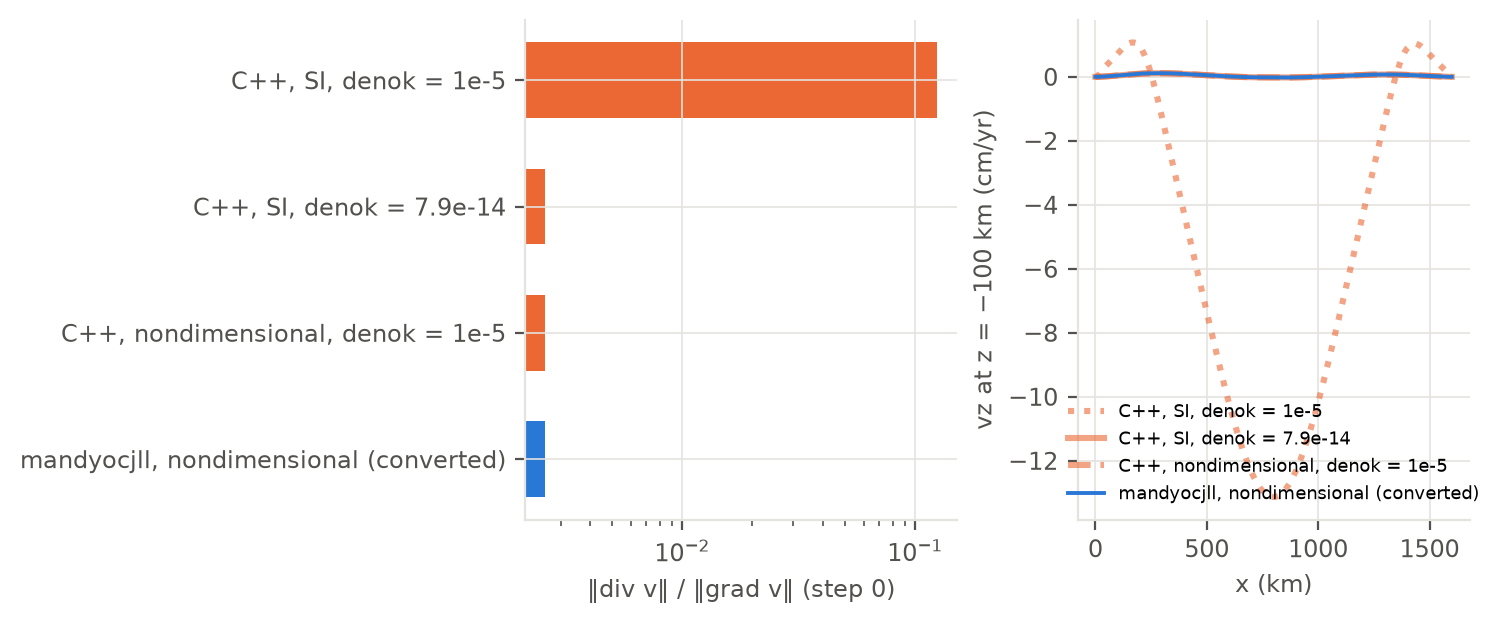 C++, SI, denok = 1e-5
C++, SI, denok = 7.9e-14
C++, nondimensional, denok = 1e-5
mandyocjll, nondimensional (converted)
10⁻²
10⁻¹
‖div v‖ / ‖grad v‖ (step 0)
vz at z = −100 km (cm/yr)
0
−2
−4
−6
−8
−10
−12
C++, SI, denok = 1e-5
C++, SI, denok = 7.9e-14
C++, nondimensional, denok = 1e-5
mandyocjll, nondimensional (converted)
0
500
1000
1500
x (km)